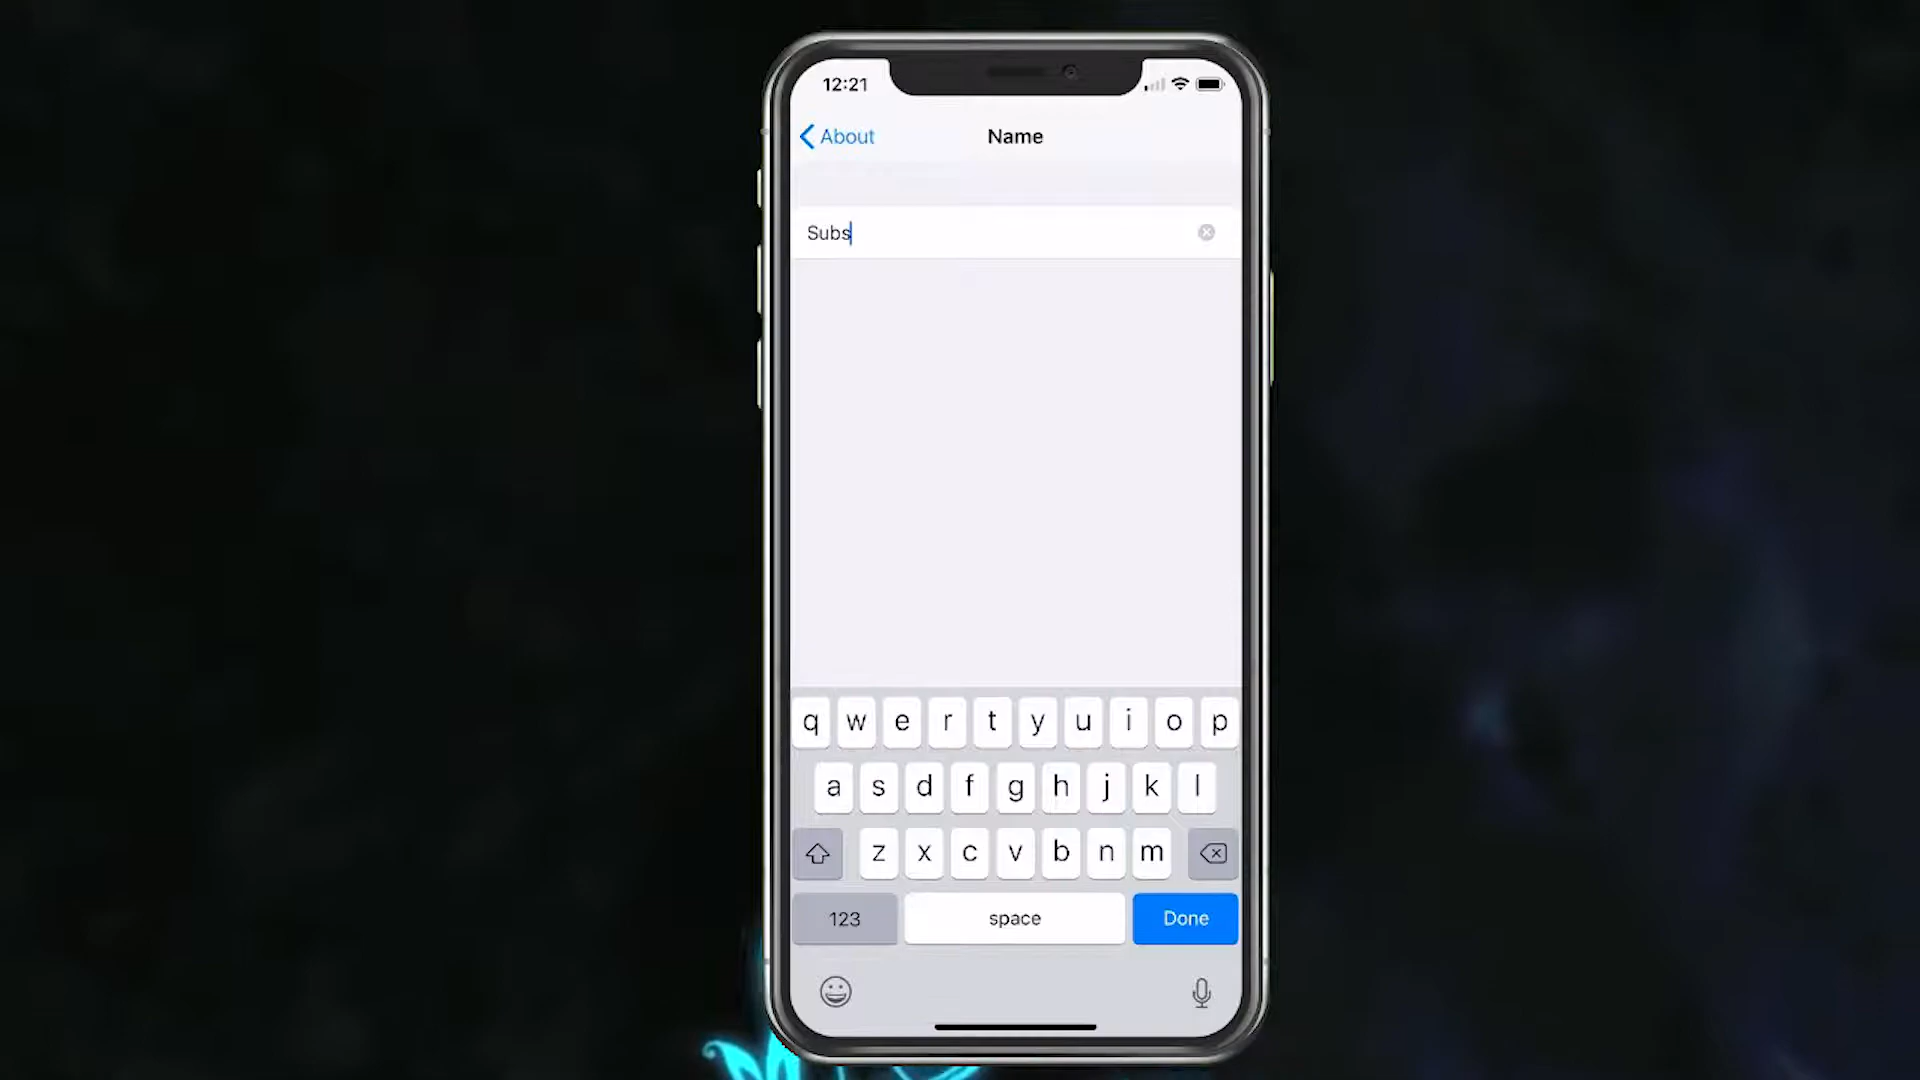 12:21
About
Name
Subs
q w e r t y u i o p
a s d f g h j k l
z x c v b n m
123 space Done